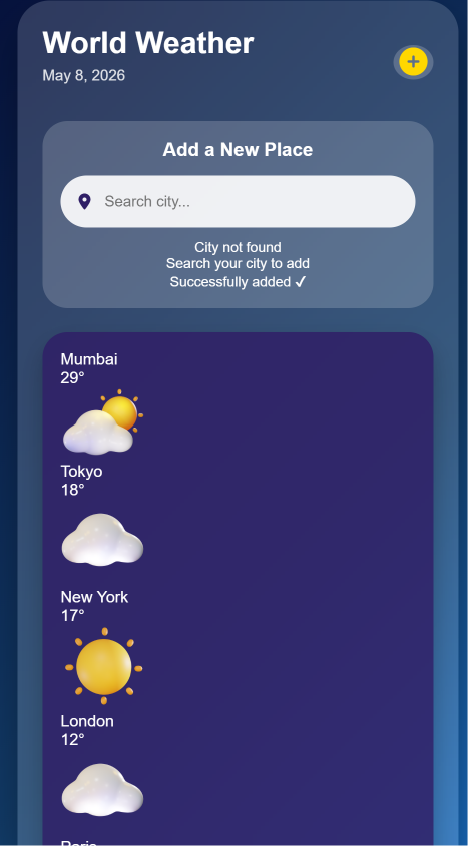 World Weather
May 8, 2026
+
Add a New Place
Search city...
City not found
Search your city to add
Successfully added ✓
Mumbai
29°
Tokyo
18°
New York
17°
London
12°